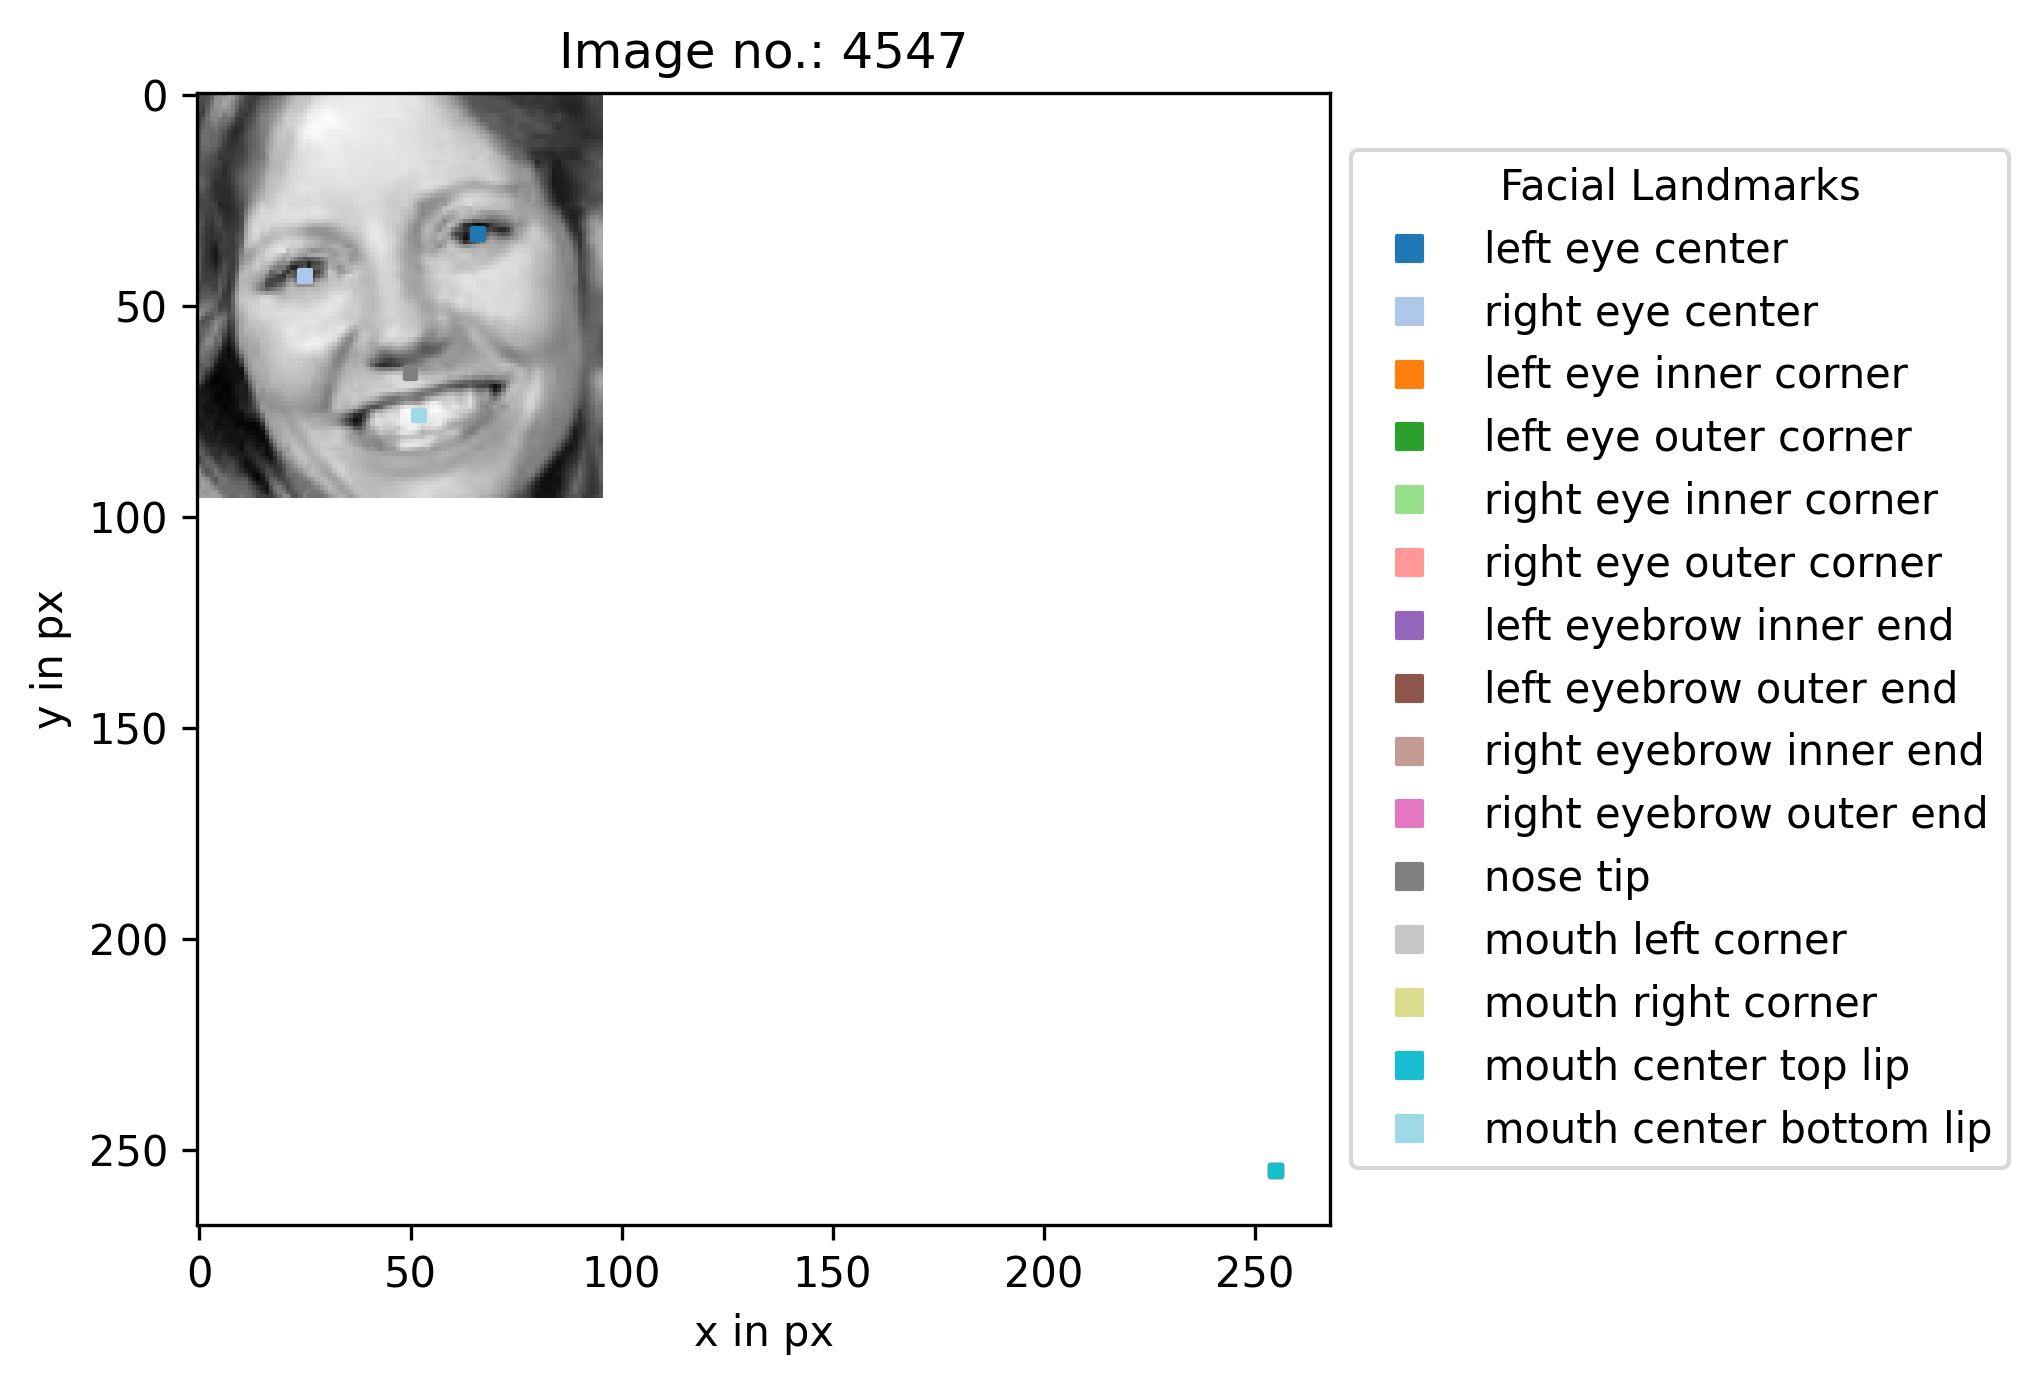 Image no.: 4547
0
50
100
150
200
250
y in px
0 50 100 150 200 250
x in px
Facial Landmarks
left eye center
right eye center
left eye inner corner
left eye outer corner
right eye inner corner
right eye outer corner
left eyebrow inner end
left eyebrow outer end
right eyebrow inner end
right eyebrow outer end
nose tip
mouth left corner
mouth right corner
mouth center top lip
mouth center bottom lip